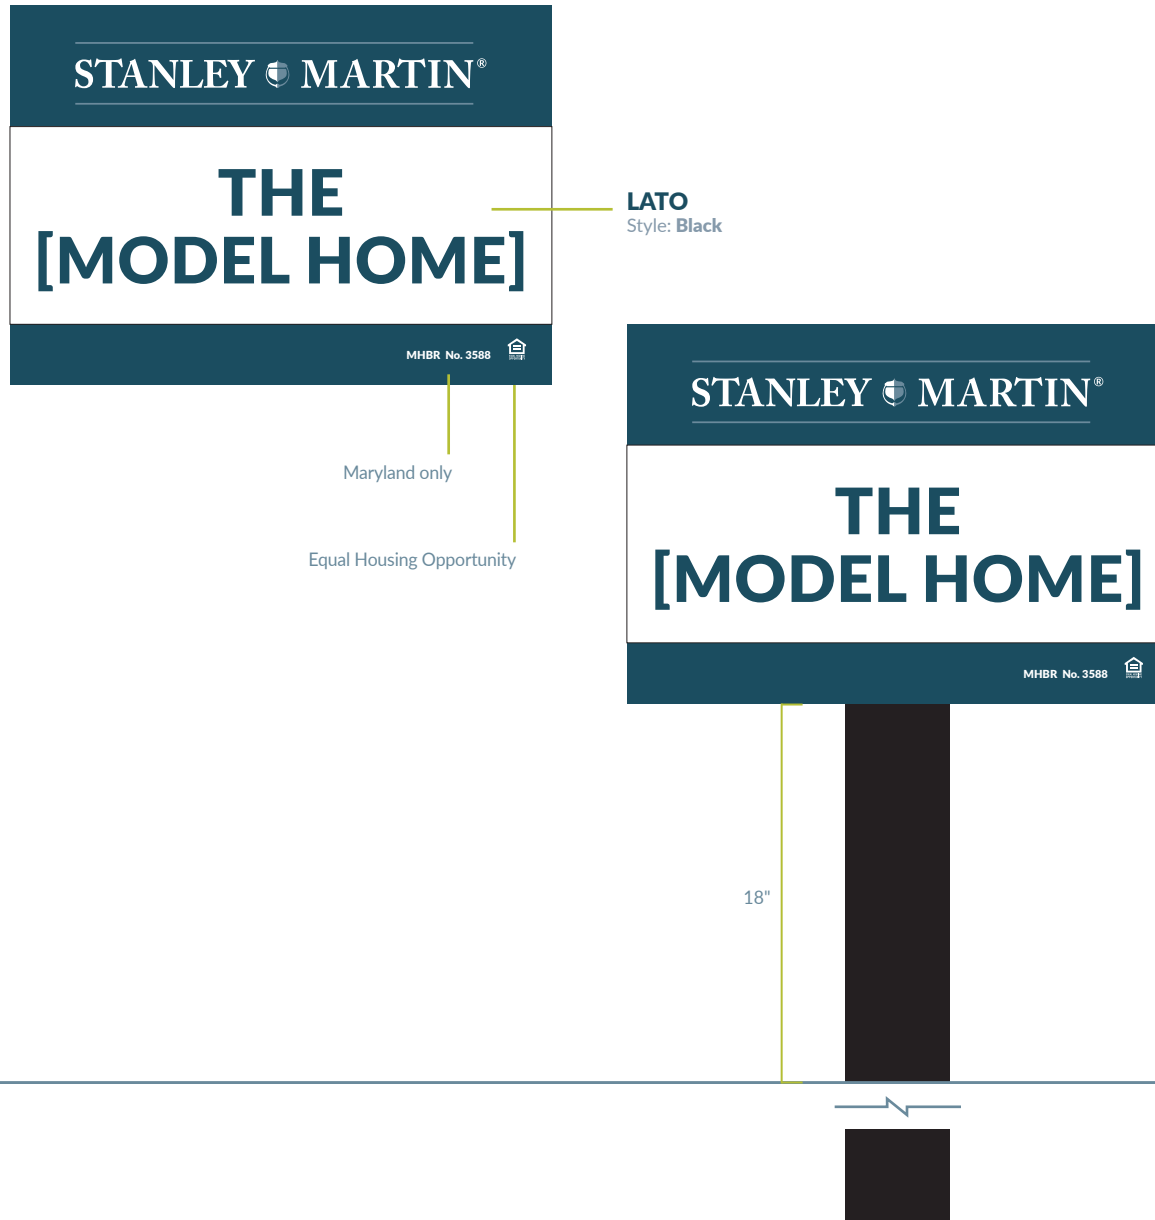 STANLEY MARTIN®
THE
[MODEL HOME]
MHBR No. 3588
LATO
Style: Black
Maryland only
Equal Housing Opportunity
STANLEY MARTIN®
THE
[MODEL HOME]
MHBR No. 3588
18"